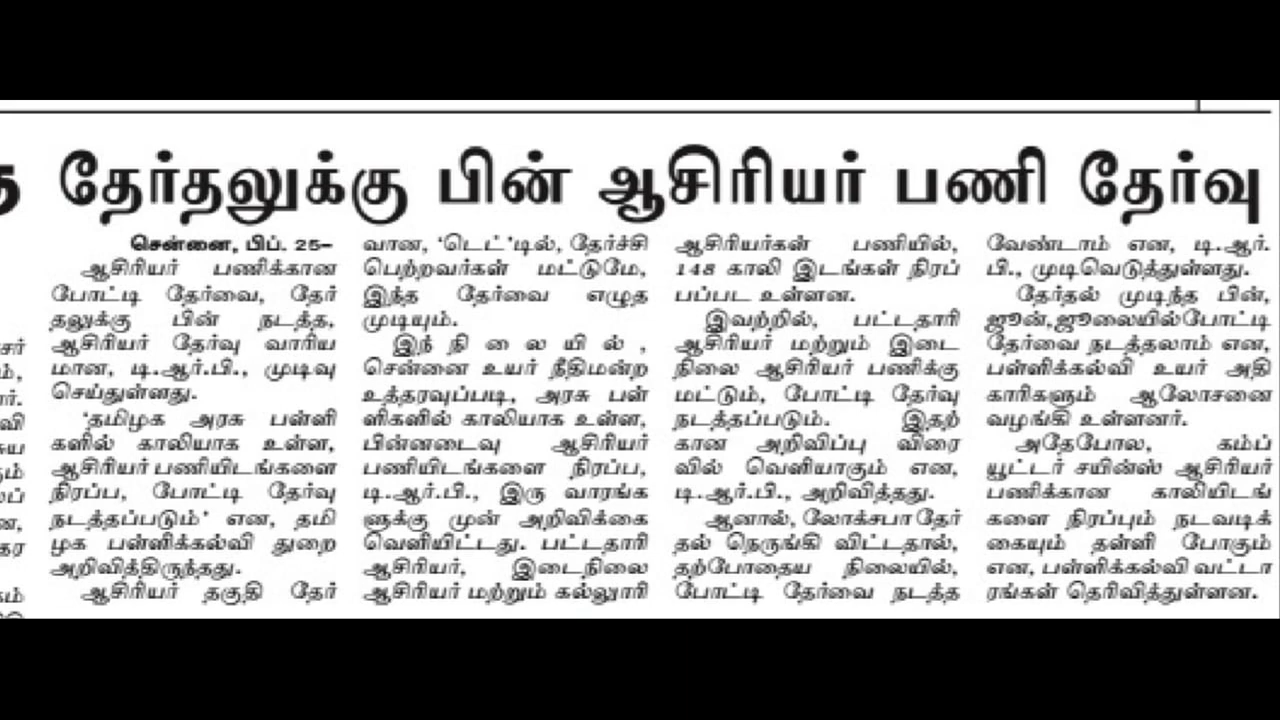 தேர்தலுக்கு பின் ஆசிரியர் பணி தேர்வு
சென்னை, பிப். 25–
ஆசிரியர் பணிக்கான
போட்டி தேர்வை, தேர்
தலுக்கு பின் நடத்த,
ஆசிரியர் தேர்வு வாரிய
மான, டி.ஆர்.பி., முடிவு
செய்துள்ளது.
'தமிழக அரசு பள்ளி
களில் காலியாக உள்ள,
ஆசிரியர் பணியிடங்களை
நிரப்ப, போட்டி தேர்வு
நடத்தப்படும்' என, தமி
ழக பள்ளிக்கல்வி துறை
அறிவித்திருந்தது.
ஆசிரியர் தகுதி தேர்
வான, 'டெட்'டில், தேர்ச்சி
பெற்றவர்கள் மட்டுமே,
இந்த தேர்வை எழுத
முடியும்.
இந்நிலையில்,
சென்னை உயர் நீதிமன்ற
உத்தரவுப்படி, அரசு பள்
ளிகளில் காலியாக உள்ள,
பின்னடைவு ஆசிரியர்
பணியிடங்களை நிரப்ப,
டி.ஆர்.பி., இரு வாரங்க
ளுக்கு முன் அறிவிக்கை
வெளியிட்டது. பட்டதாரி
ஆசிரியர், இடைநிலை
ஆசிரியர் மற்றும் கல்லுாரி
ஆசிரியர்கள் பணியில்,
148 காலி இடங்கள் நிரப்
பப்பட உள்ளன.
இவற்றில், பட்டதாரி
ஆசிரியர் மற்றும் இடை
நிலை ஆசிரியர் பணிக்கு
மட்டும், போட்டி தேர்வு
நடத்தப்படும். இதற்
கான அறிவிப்பு விரை
வில் வெளியாகும் என,
டி.ஆர்.பி., அறிவித்தது.
ஆனால், லோக்சபா தேர்
தல் நெருங்கி விட்டதால்,
தற்போதைய நிலையில்,
போட்டி தேர்வை நடத்த
வேண்டாம் என, டி.ஆர்.
பி., முடிவெடுத்துள்ளது.
தேர்தல் முடிந்த பின்,
ஜூன், ஜூலையில் போட்டி
தேர்வை நடத்தலாம் என,
பள்ளிக்கல்வி உயர் அதி
காரிகளும் ஆலோசனை
வழங்கி உள்ளனர்.
அதேபோல, கம்ப்
யூட்டர் சயின்ஸ் ஆசிரியர்
பணிக்கான காலியிடங்
களை நிரப்பும் நடவடிக்
கையும் தள்ளி போகும்
என, பள்ளிக்கல்வி வட்டா
ரங்கள் தெரிவித்துள்ளன.